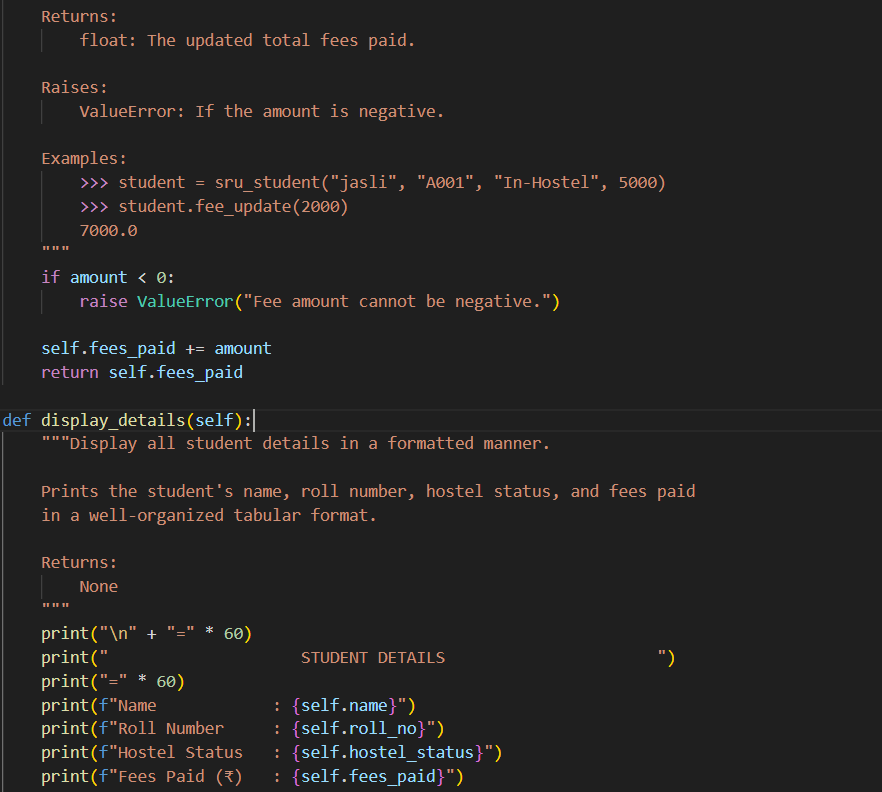 Returns:
        float: The updated total fees paid.

    Raises:
        ValueError: If the amount is negative.

    Examples:
        >>> student = sru_student("jasli", "A001", "In-Hostel", 5000)
        >>> student.fee_update(2000)
        7000.0
    """
    if amount < 0:
        raise ValueError("Fee amount cannot be negative.")

    self.fees_paid += amount
    return self.fees_paid

def display_details(self):
    """Display all student details in a formatted manner.

    Prints the student's name, roll number, hostel status, and fees paid
    in a well-organized tabular format.

    Returns:
        None
    """
    print("\n" + "=" * 60)
    print("                    STUDENT DETAILS                      ")
    print("=" * 60)
    print(f"Name            : {self.name}")
    print(f"Roll Number     : {self.roll_no}")
    print(f"Hostel Status   : {self.hostel_status}")
    print(f"Fees Paid (₹)   : {self.fees_paid}")